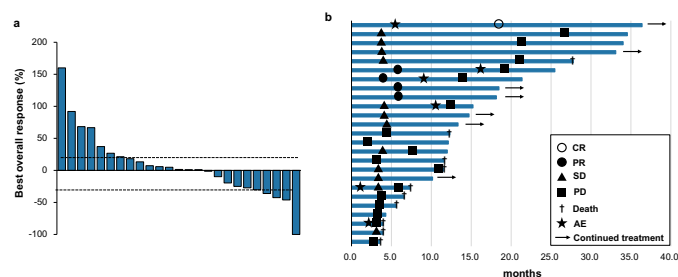 a
Best overall response (%)
200
150
100
50
0
-50
-100
b
CR
PR
SD
PD
† Death
AE
Continued treatment
0.0 5.0 10.0 15.0 20.0 25.0 30.0 35.0 40.0
months